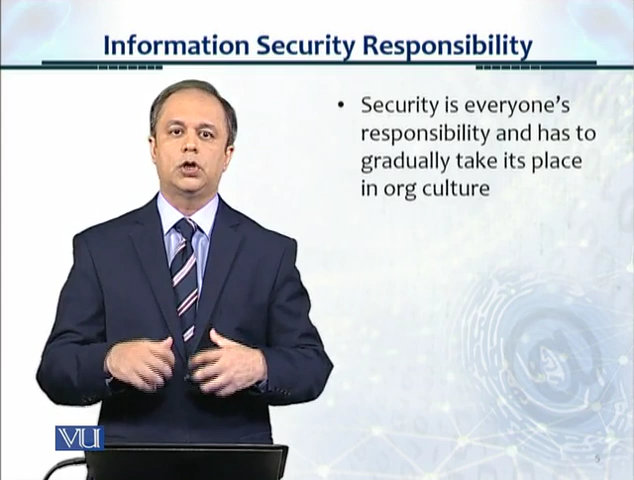 Information Security Responsibility
• Security is everyone's
responsibility and has to
gradually take its place
in org culture
VU
5